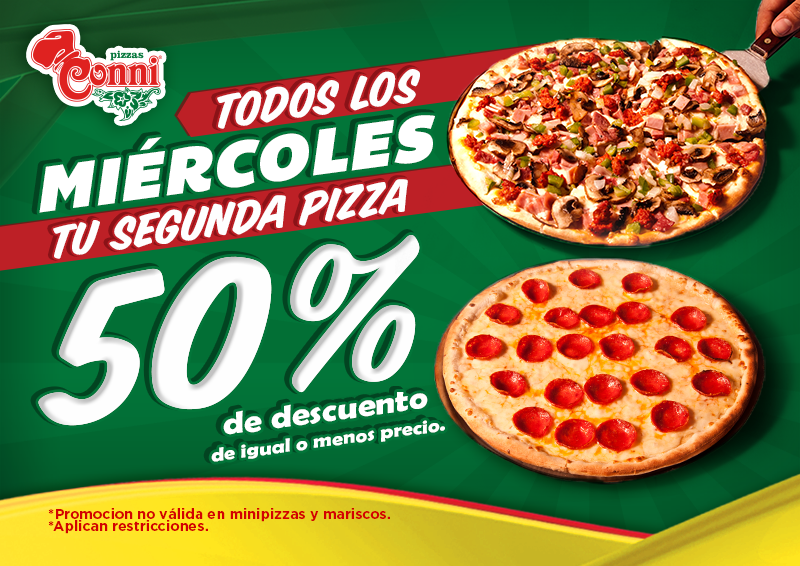 pizzas
Conni
TODOS LOS
MIÉRCOLES
TU SEGUNDA PIZZA
50%
de descuento
de igual o menos precio.
*Promocion no válida en minipizzas y mariscos.
*Aplican restricciones.